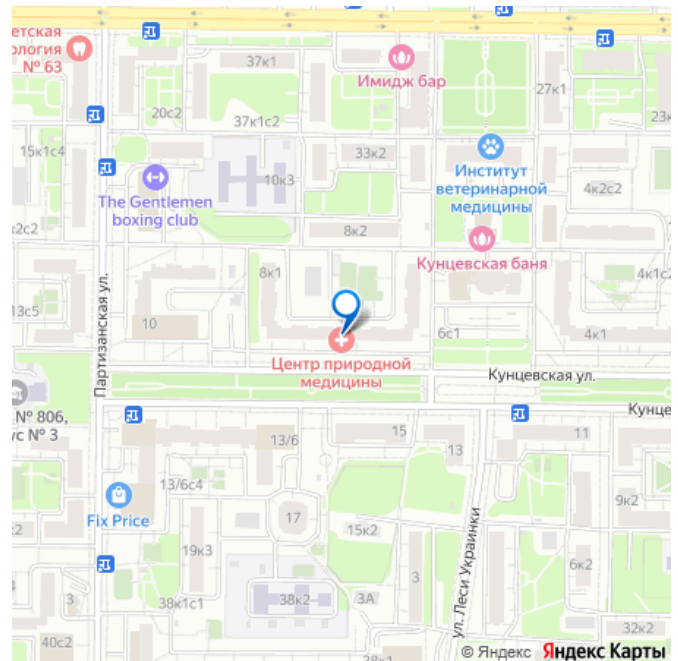 етская
ология
№ 63
37к1
Имидж бар
27к1
20с2
37к1с2
23к
15к1с4
33к2
Институт
ветеринарной
медицины
10к3
The Gentlemen
boxing club
4к2с2
2с2
8к2
Кунцевская баня
8к1
4к1с2
Партизанская ул.
13с5
10
6с1
4к1
Центр природной
медицины
Кунцевская ул.
№ 806,
ус № 3
Кунце
13/6
15
13
11
13/6с4
9к2
Fix Price
17
15к2
ул. Леси Украинки
19к3
6к2
3
38к1с1
38к2
3А
3
32к2
40с2
38к1
© Яндекс Яндекс Карты